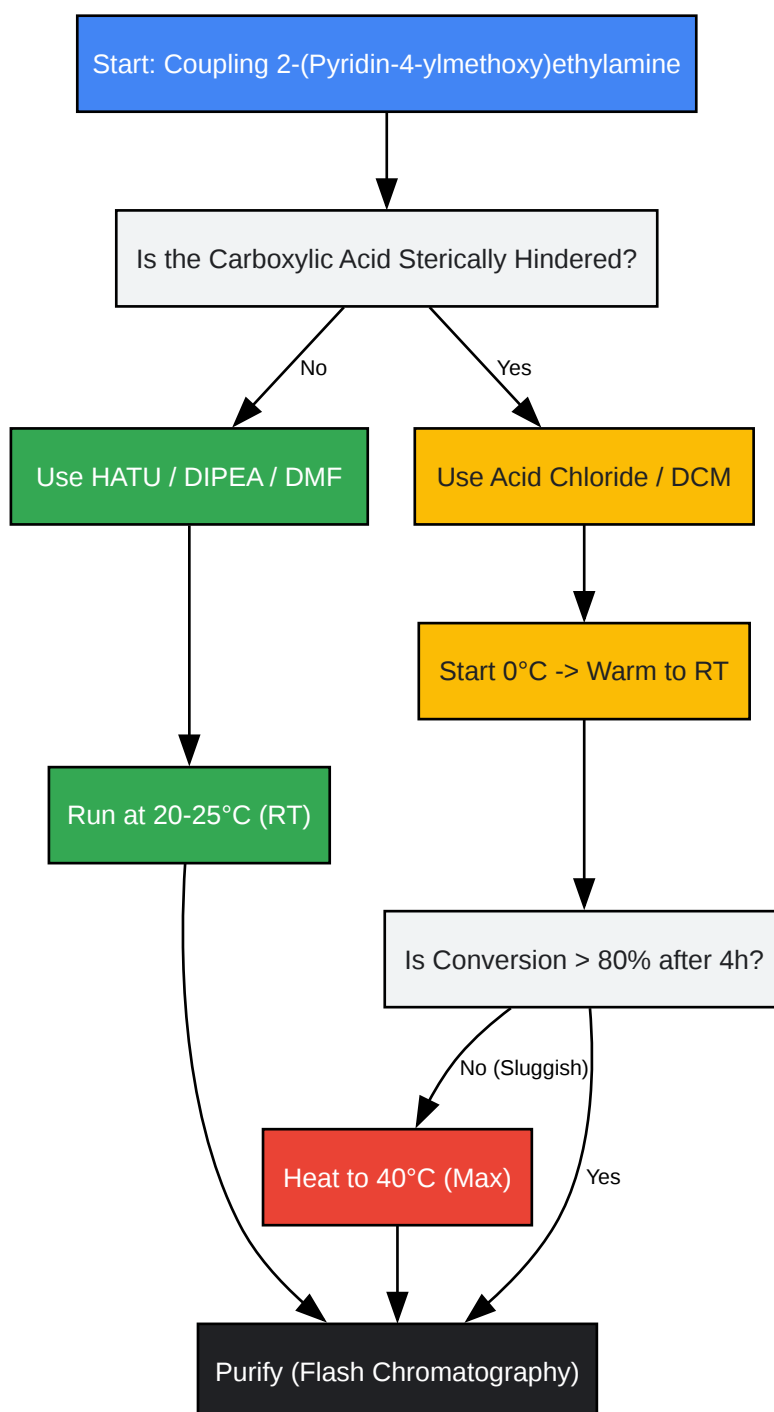 Start: Coupling 2-(Pyridin-4-ylmethoxy)ethylamine
Is the Carboxylic Acid Sterically Hindered?
No
Yes
Use HATU / DIPEA / DMF
Use Acid Chloride / DCM
Start 0°C -> Warm to RT
Run at 20-25°C (RT)
Is Conversion > 80% after 4h?
No (Sluggish)
Heat to 40°C (Max)
Yes
Purify (Flash Chromatography)